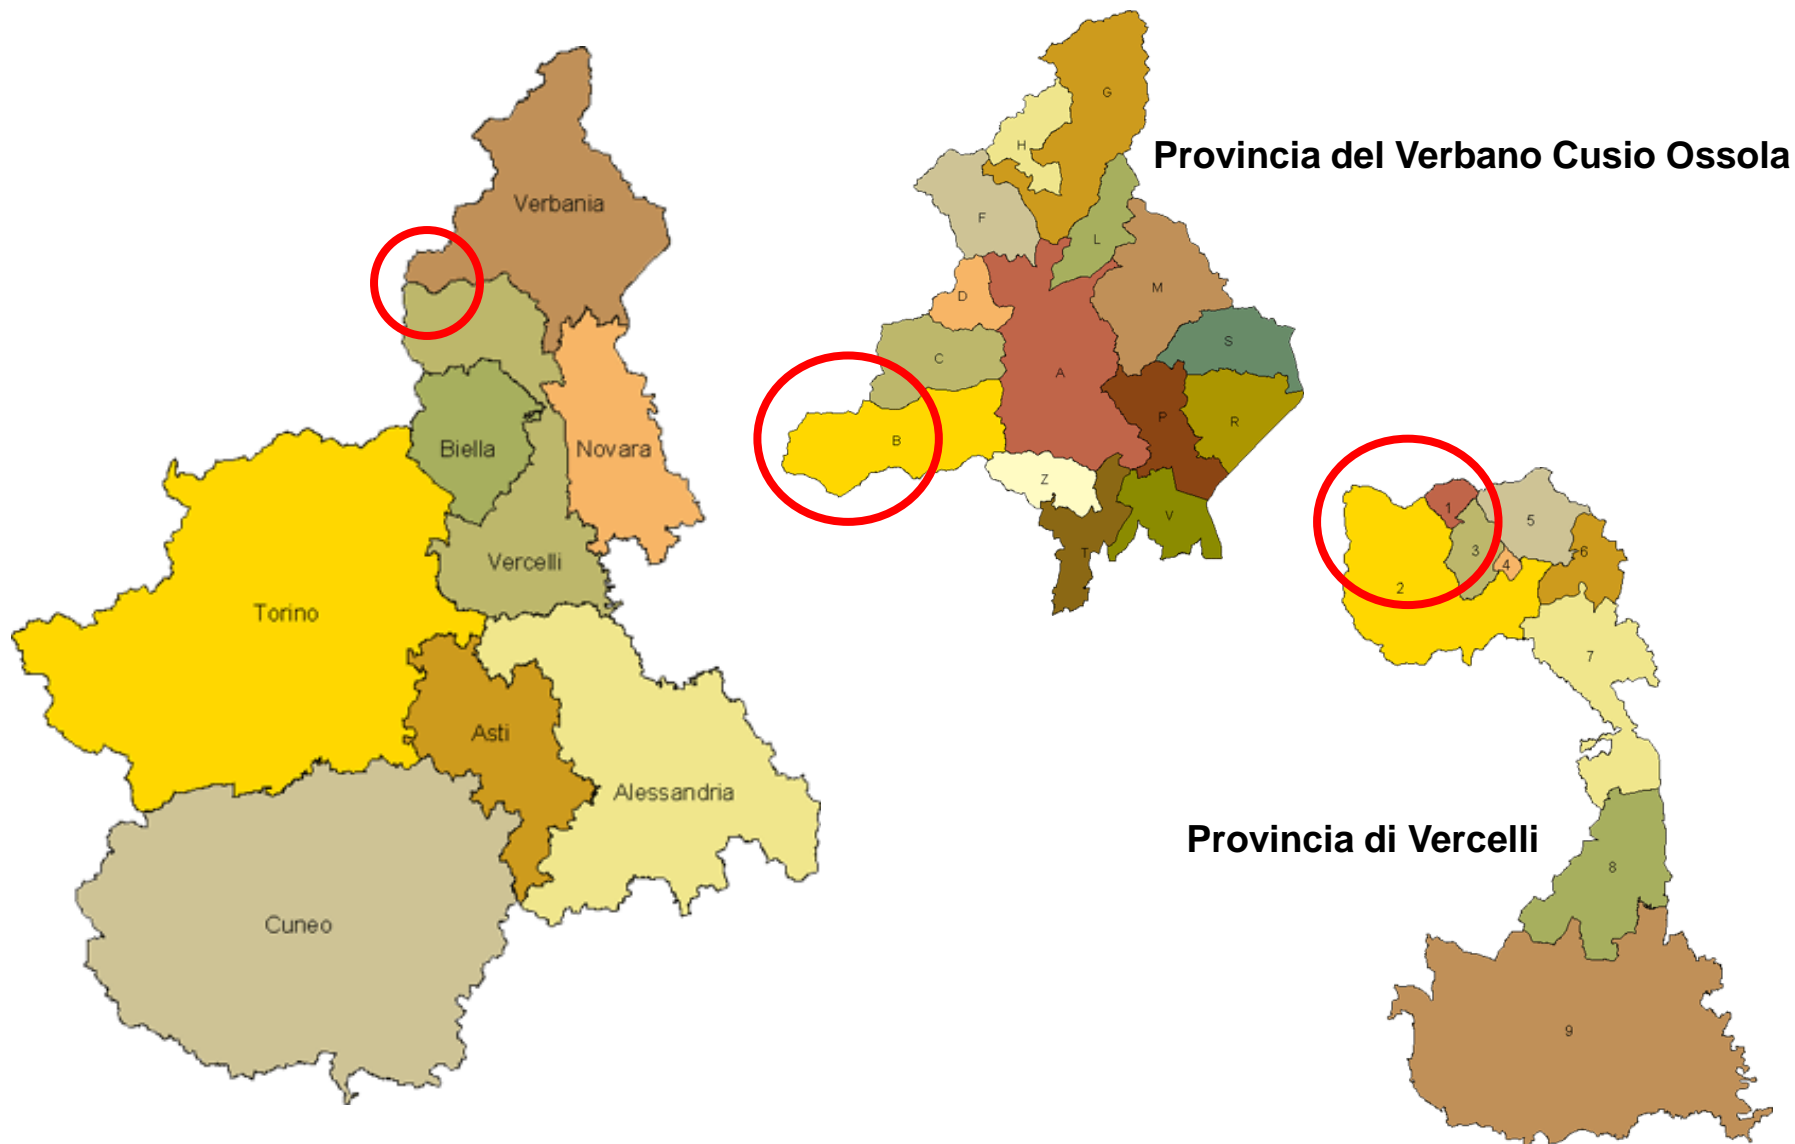 Verbania
Biella
Novara
Vercelli
Torino
Asti
Alessandria
Cuneo
Provincia del Verbano Cusio Ossola
G
H
F
L
D
M
C
S
A
B
P
R
Z
V
T
Provincia di Vercelli
1
5
3
6
4
2
7
8
9